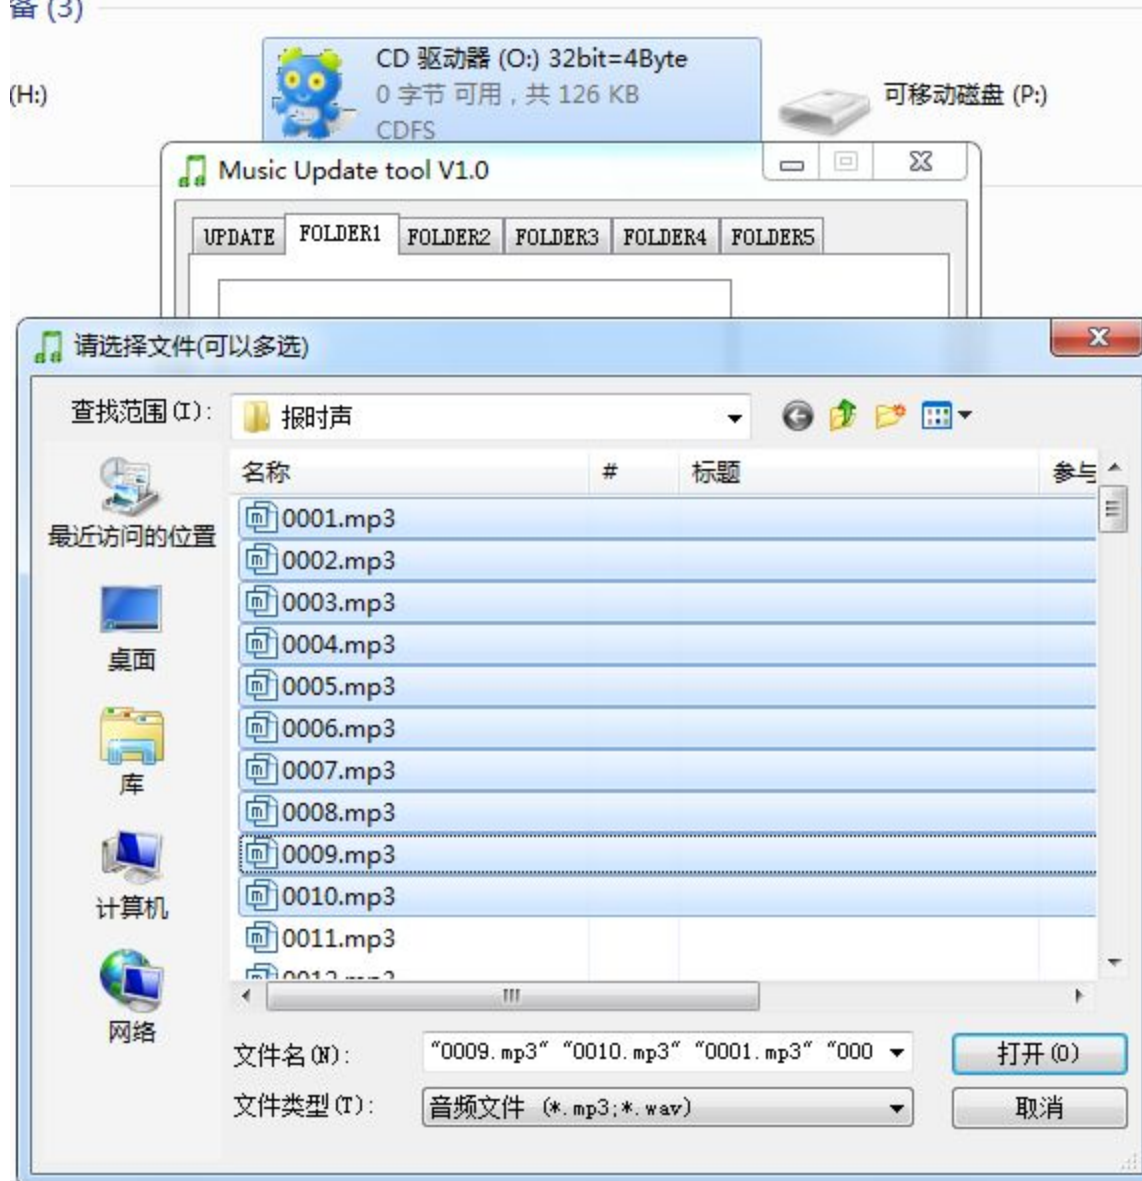 备 (3)
(H:)
CD 驱动器 (O:) 32bit=4Byte
0 字节 可用，共 126 KB
CDFS
可移动磁盘 (P:)
Music Update tool V1.0
UPDATE FOLDER1 FOLDER2 FOLDER3 FOLDER4 FOLDER5
请选择文件(可以多选)
查找范围(I): 报时声
名称 # 标题 参与
最近访问的位置
桌面
库
计算机
网络
0001.mp3
0002.mp3
0003.mp3
0004.mp3
0005.mp3
0006.mp3
0007.mp3
0008.mp3
0009.mp3
0010.mp3
0011.mp3
0012.mp3
文件名(N): "0009.mp3" "0010.mp3" "0001.mp3" "000 打开(O)
文件类型(T): 音频文件 (*.mp3;*.wav) 取消